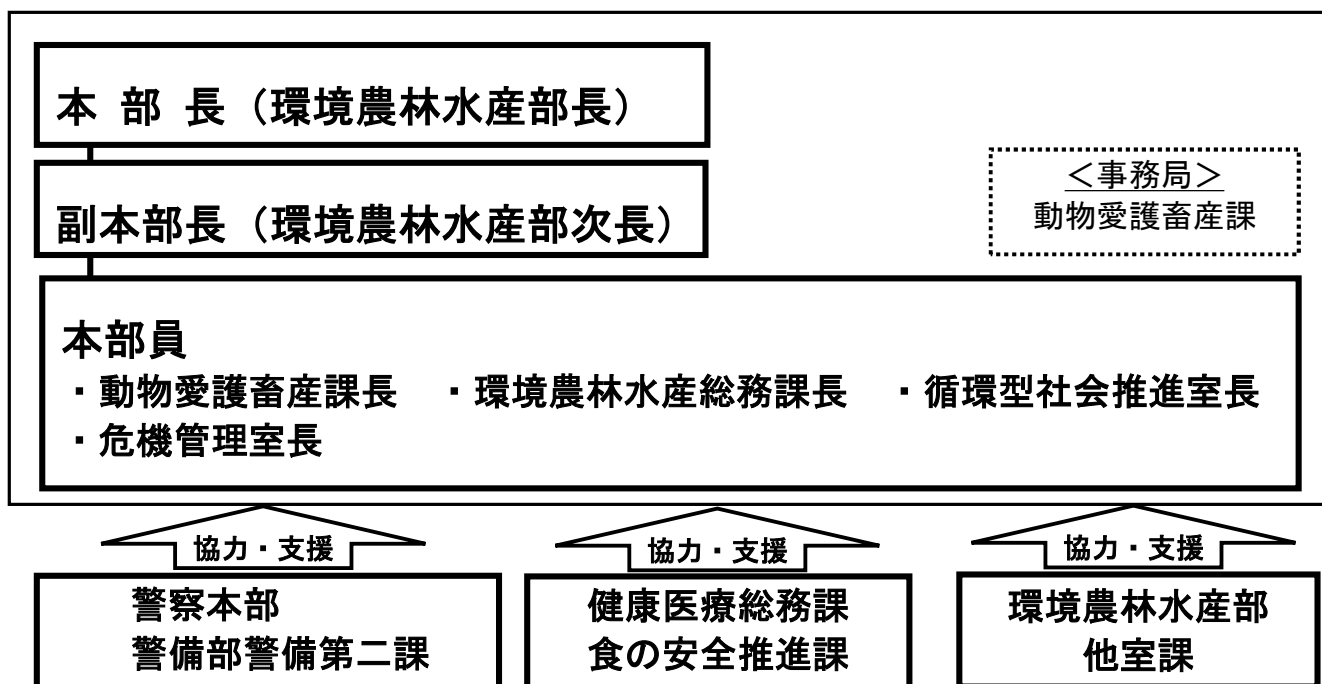 本 部 長（環境農林水産部長）
副本部長（環境農林水産部次長）
＜事務局＞
動物愛護畜産課
本部員
・動物愛護畜産課長　・環境農林水産総務課長　・循環型社会推進室長
・危機管理室長
協力・支援
協力・支援
協力・支援
警察本部
警備部警備第二課
健康医療総務課
食の安全推進課
環境農林水産部
他室課